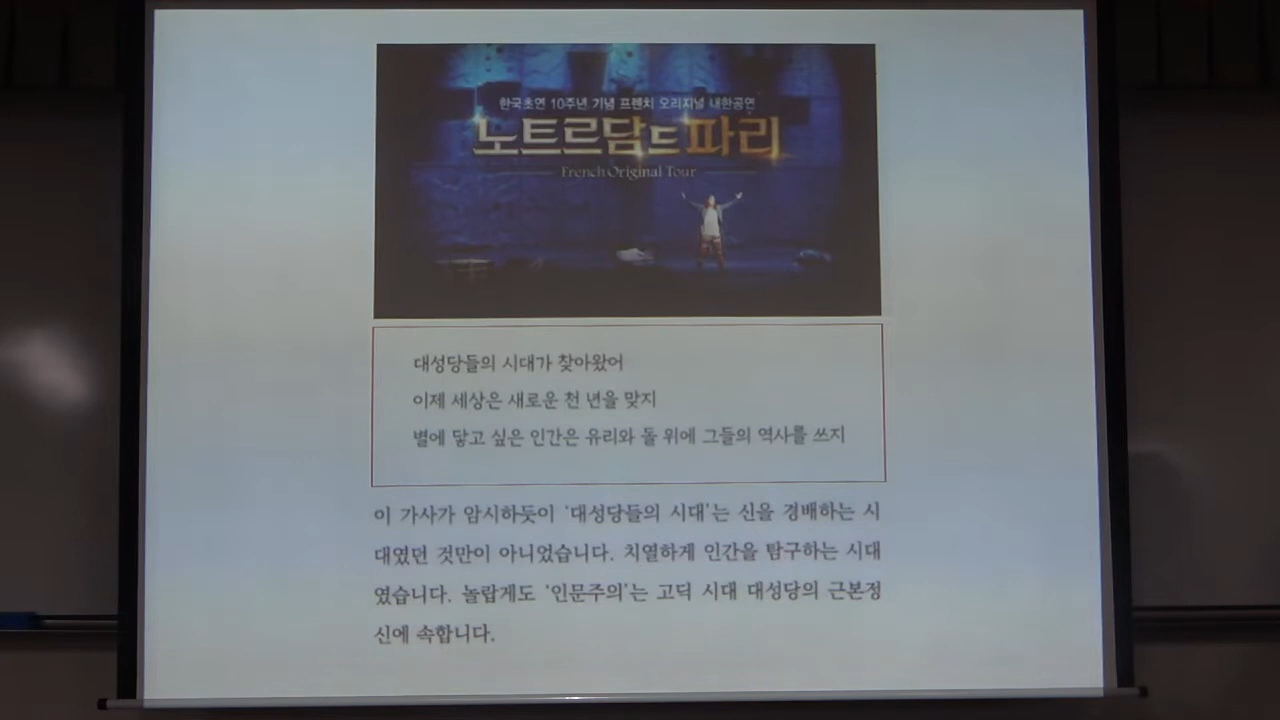 한국초연 10주년 기념 프렌치 오리지널 내한공연
노트르담드파리
French Original Tour
대성당들의 시대가 찾아왔어
이제 세상은 새로운 천 년을 맞지
별에 닿고 싶은 인간은 유리와 돌 위에 그들의 역사를 쓰지
이 가사가 암시하듯이 ‘대성당들의 시대’는 신을 경배하는 시
대였던 것만이 아니었습니다. 치열하게 인간을 탐구하는 시대
였습니다. 놀랍게도 ‘인문주의’는 고딕 시대 대성당의 근본정
신에 속합니다.